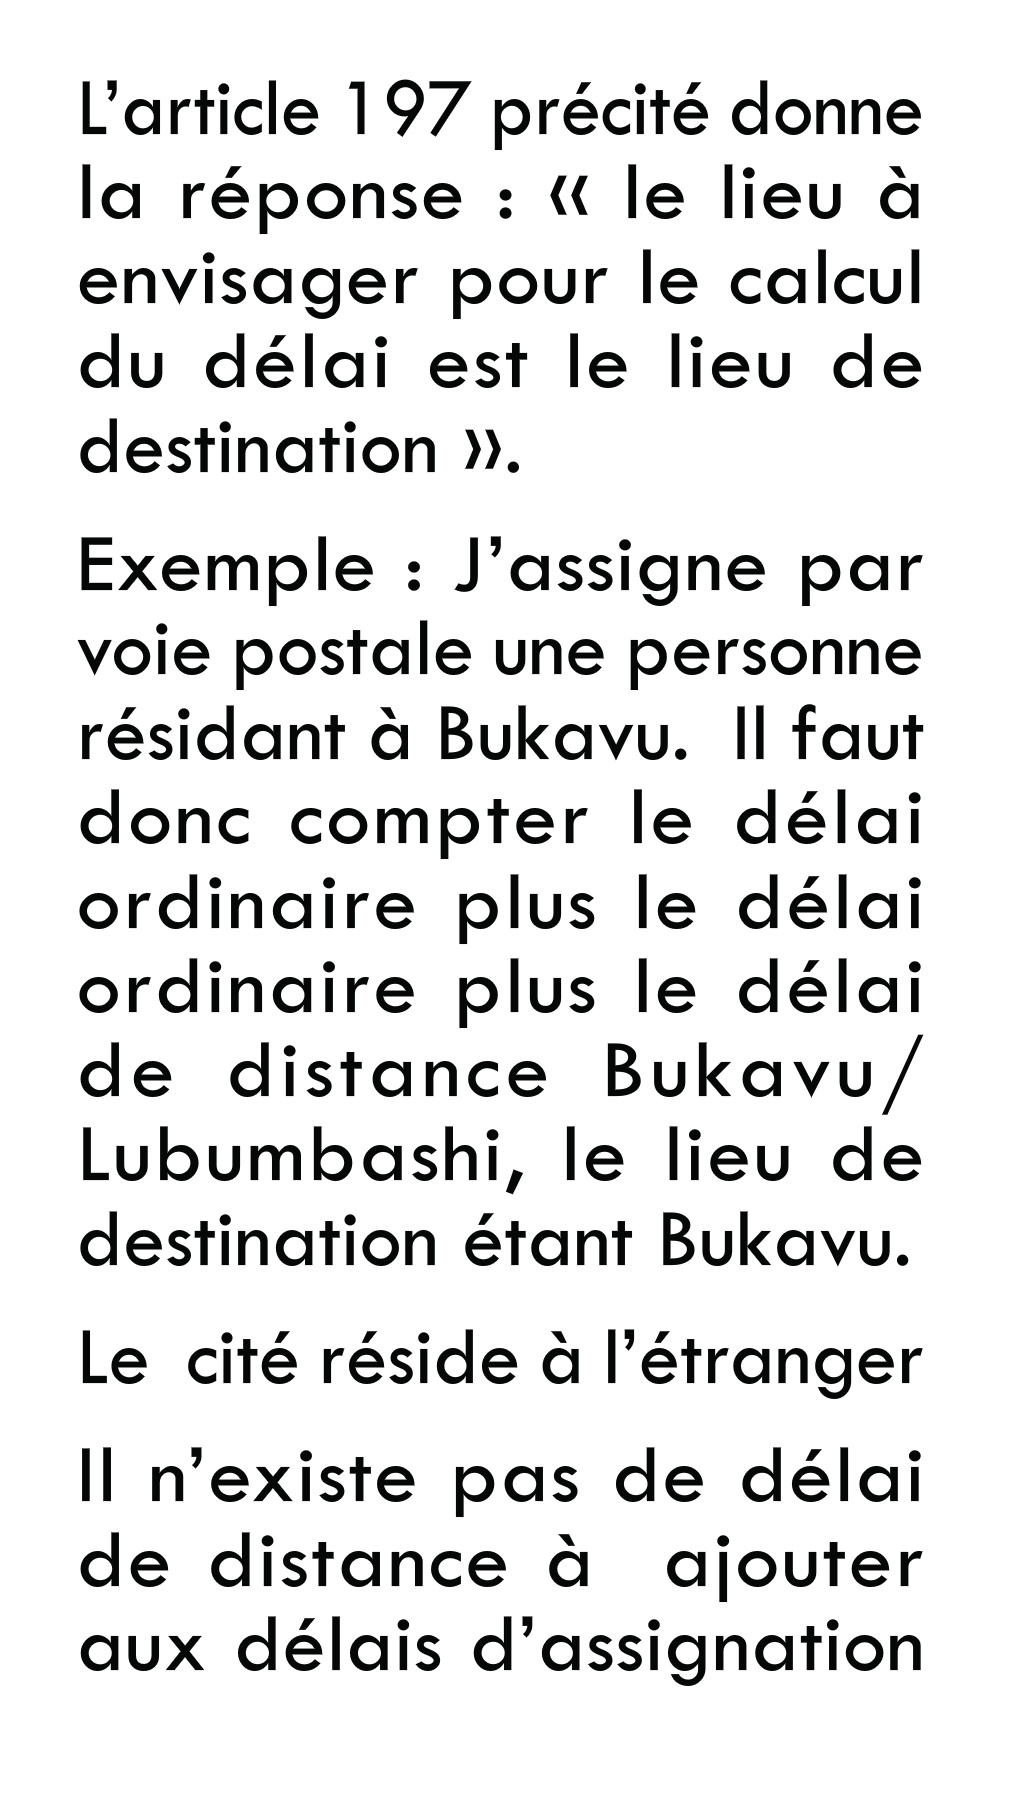 L’article 197 précité donne
la réponse : « le lieu à
envisager pour le calcul
du délai est le lieu de
destination ».
Exemple : J’assigne par
voie postale une personne
résidant à Bukavu.  Il faut
donc compter le délai
ordinaire plus le délai
ordinaire plus le délai
de distance Bukavu/
Lubumbashi, le lieu de
destination étant Bukavu.
Le  cité réside à l’étranger
Il n’existe pas de délai
de distance à  ajouter
aux délais d’assignation